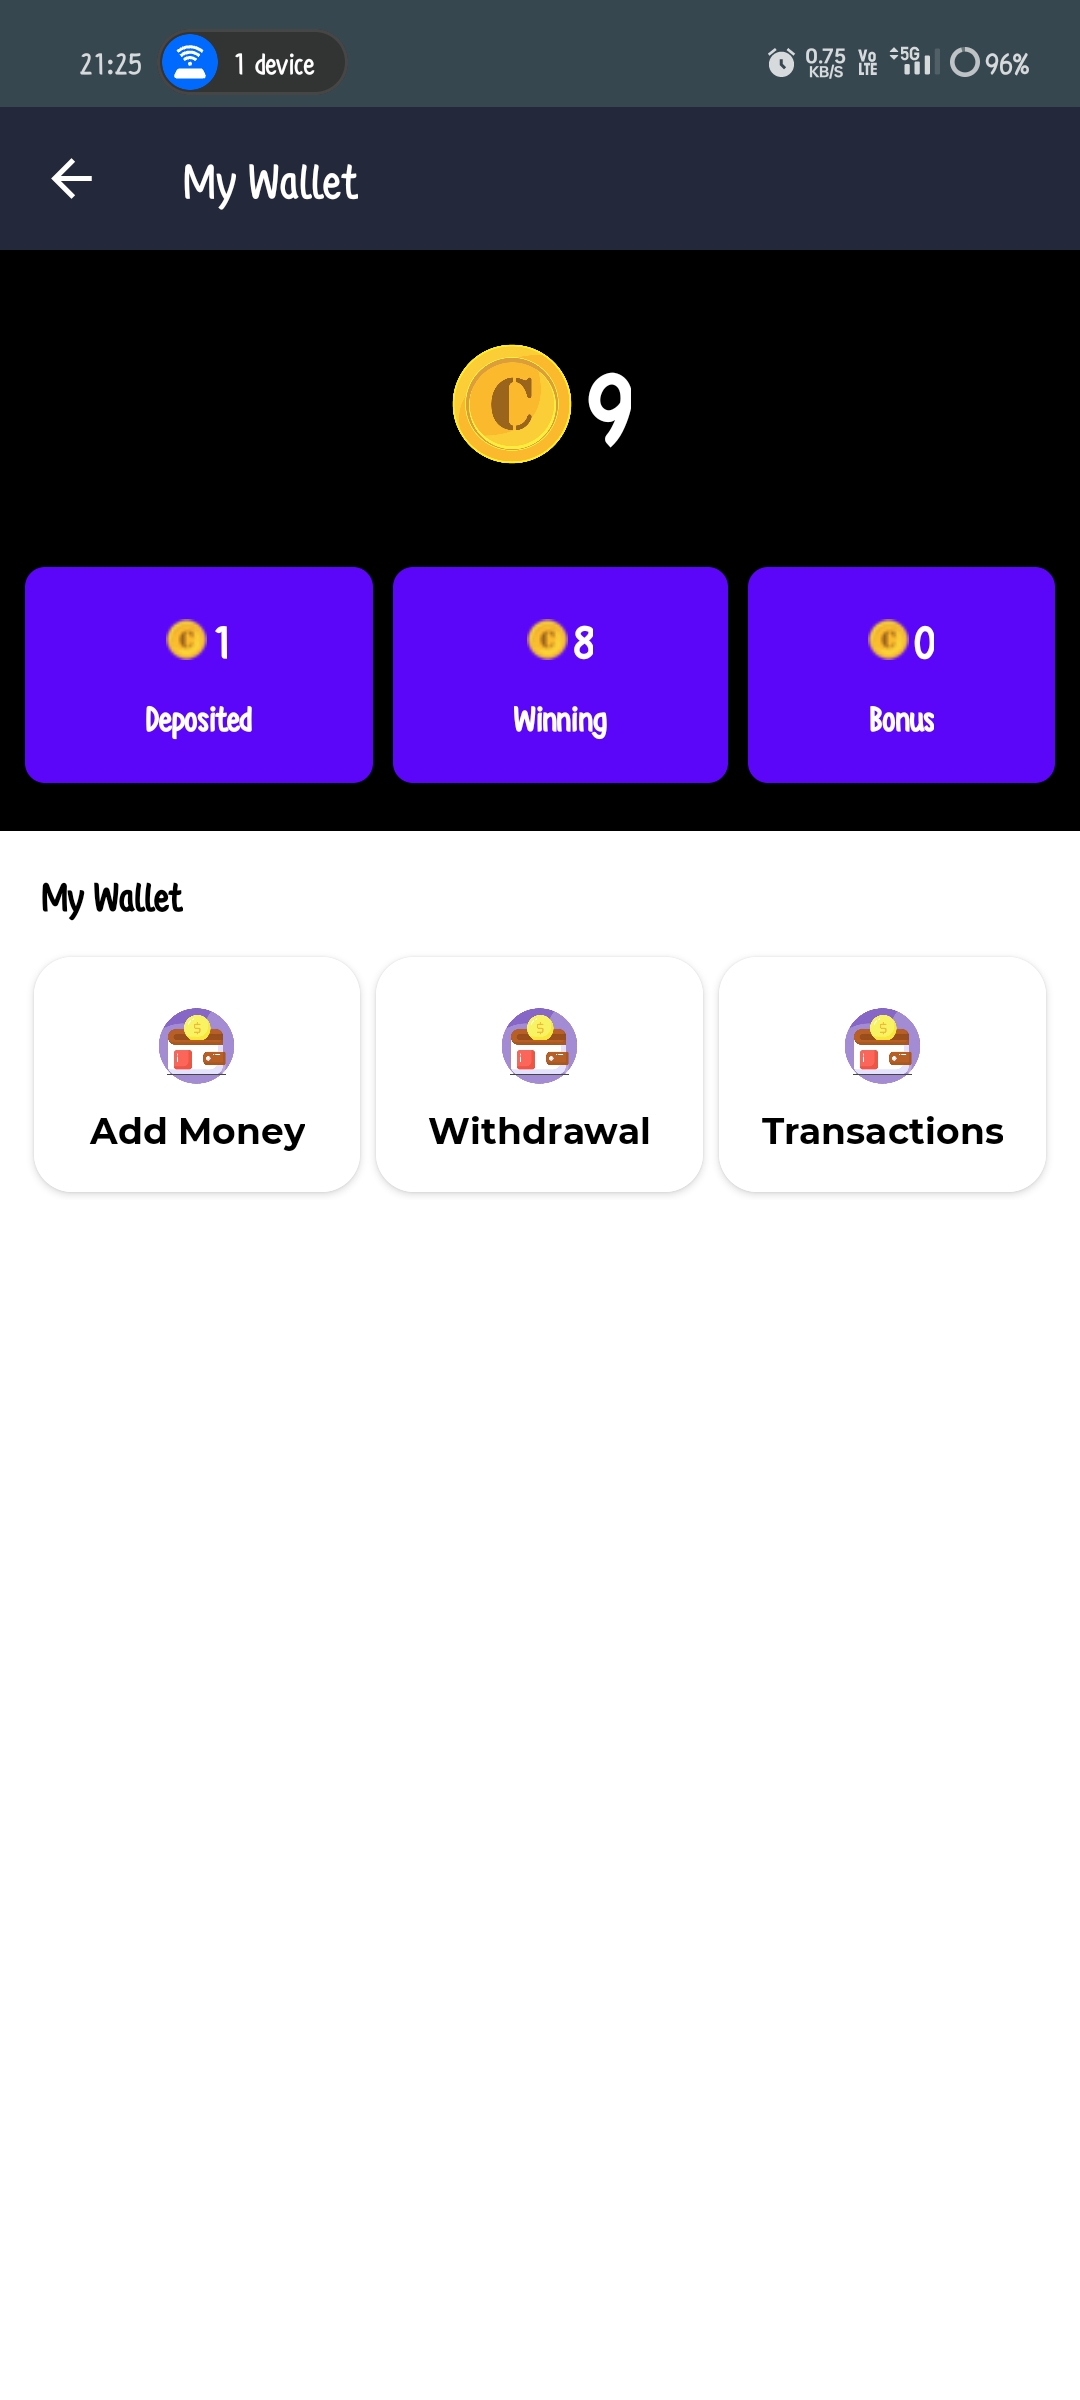 21:25 1 device 0.75 KB/S Vo LTE 5G 96%
My Wallet
C 9
C 1 C 8 C 0
Deposited Winning Bonus
My Wallet
$ $ $
Add Money Withdrawal Transactions